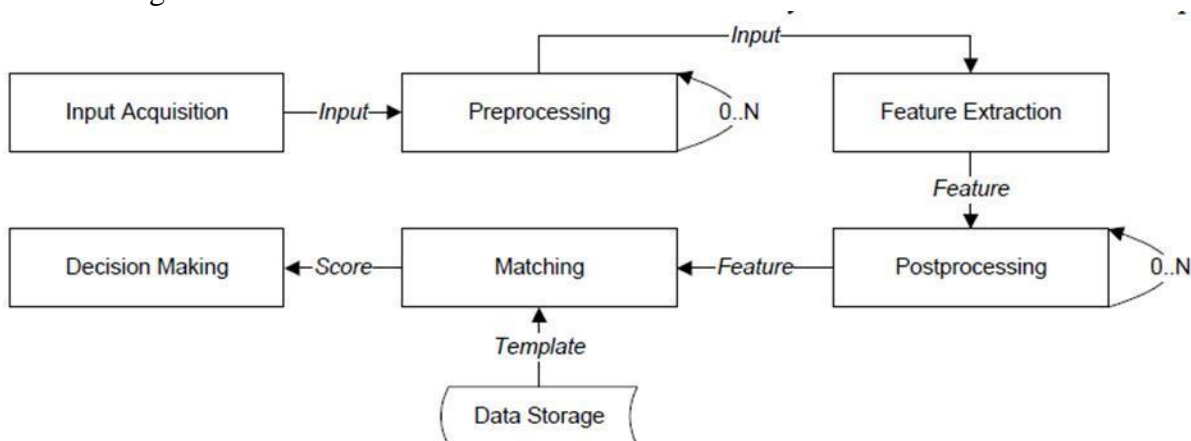 Input
Input Acquisition
Input
Preprocessing
0..N
Feature Extraction
Feature
Decision Making
Score
Matching
Feature
Postprocessing
0..N
Template
Data Storage